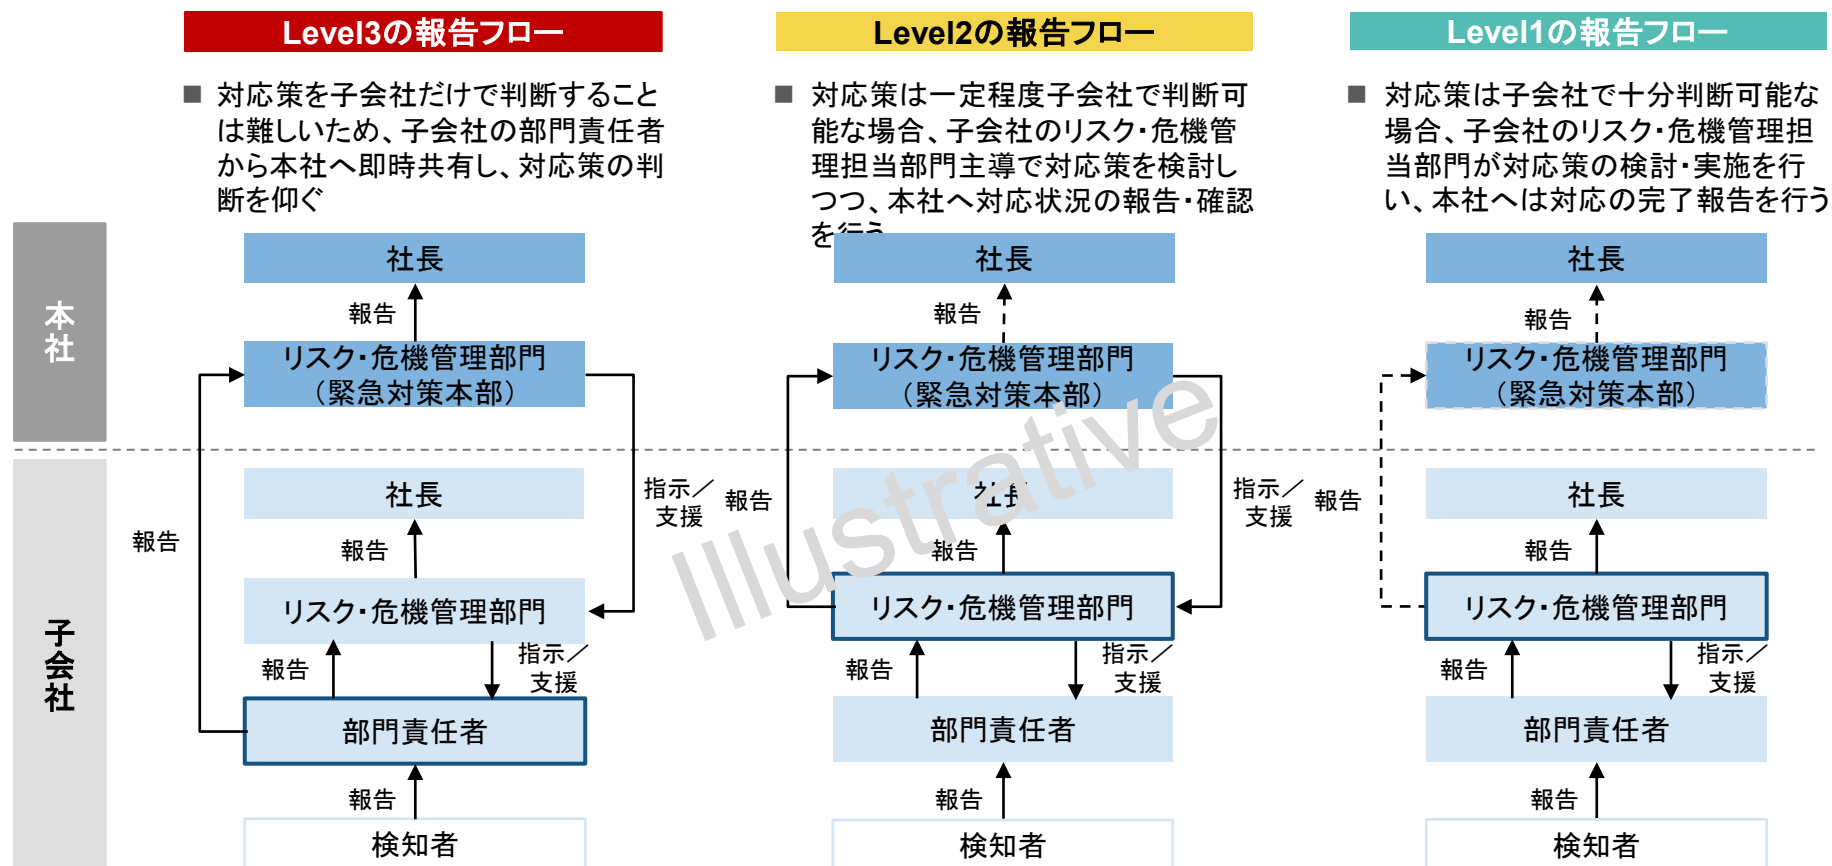 Level3の報告フロー
■ 対応策を子会社だけで判断すること
は難しいため、子会社の部門責任者
から本社へ即時共有し、対応策の判
断を仰ぐ
Level2の報告フロー
■ 対応策は一定程度子会社で判断可
能な場合、子会社のリスク・危機管
理担当部門主導で対応策を検討し
つつ、本社へ対応状況の報告・確認
を行う
Level1の報告フロー
■ 対応策は子会社で十分判断可能な
場合、子会社のリスク・危機管理担
当部門が対応策の検討・実施を行
い、本社へは対応の完了報告を行う
本社
子会社
社長
報告
リスク・危機管理部門
（緊急対策本部）
社長
報告
リスク・危機管理部門
報告
指示／
支援
部門責任者
報告
検知者
報告
指示／
支援
社長
報告
リスク・危機管理部門
（緊急対策本部）
社長
報告
リスク・危機管理部門
報告
指示／
支援
部門責任者
報告
検知者
報告
指示／
支援
社長
報告
リスク・危機管理部門
（緊急対策本部）
社長
報告
リスク・危機管理部門
報告
指示／
支援
部門責任者
報告
検知者
報告
Illustrative